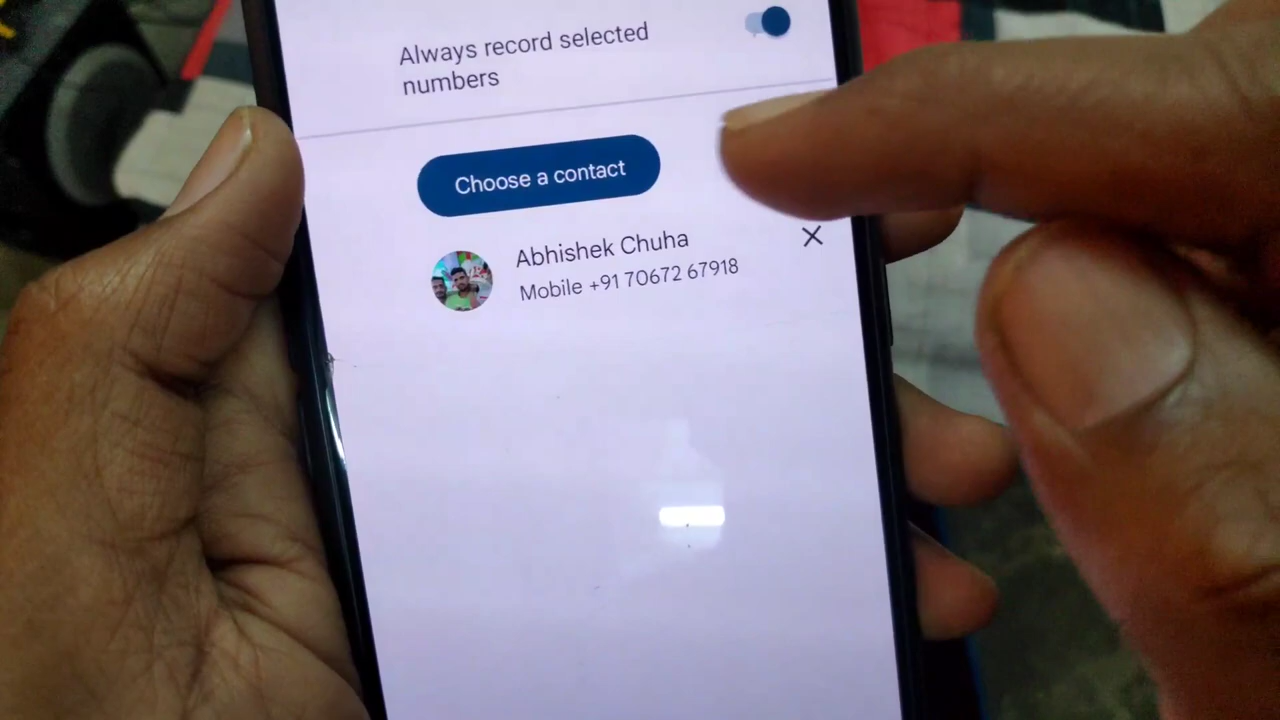 Always record selected
numbers
Choose a contact
Abhishek Chuha
Mobile +91 70672 67918